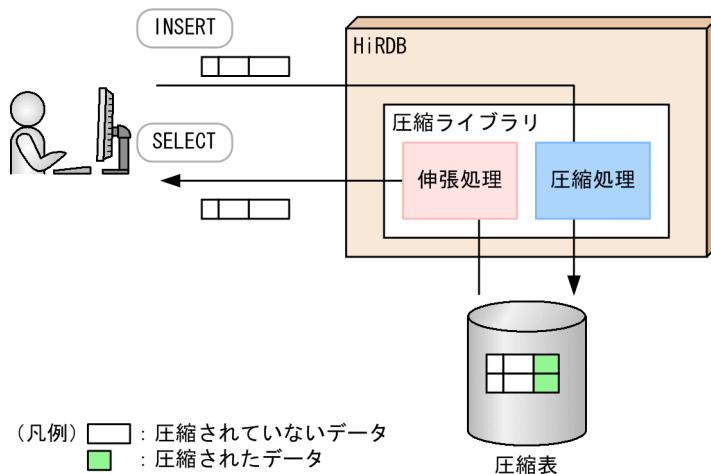 INSERT
HiRDB
圧縮ライブラリ
SELECT
伸張処理
圧縮処理
(凡例)
：圧縮されていないデータ
：圧縮されたデータ
圧縮表